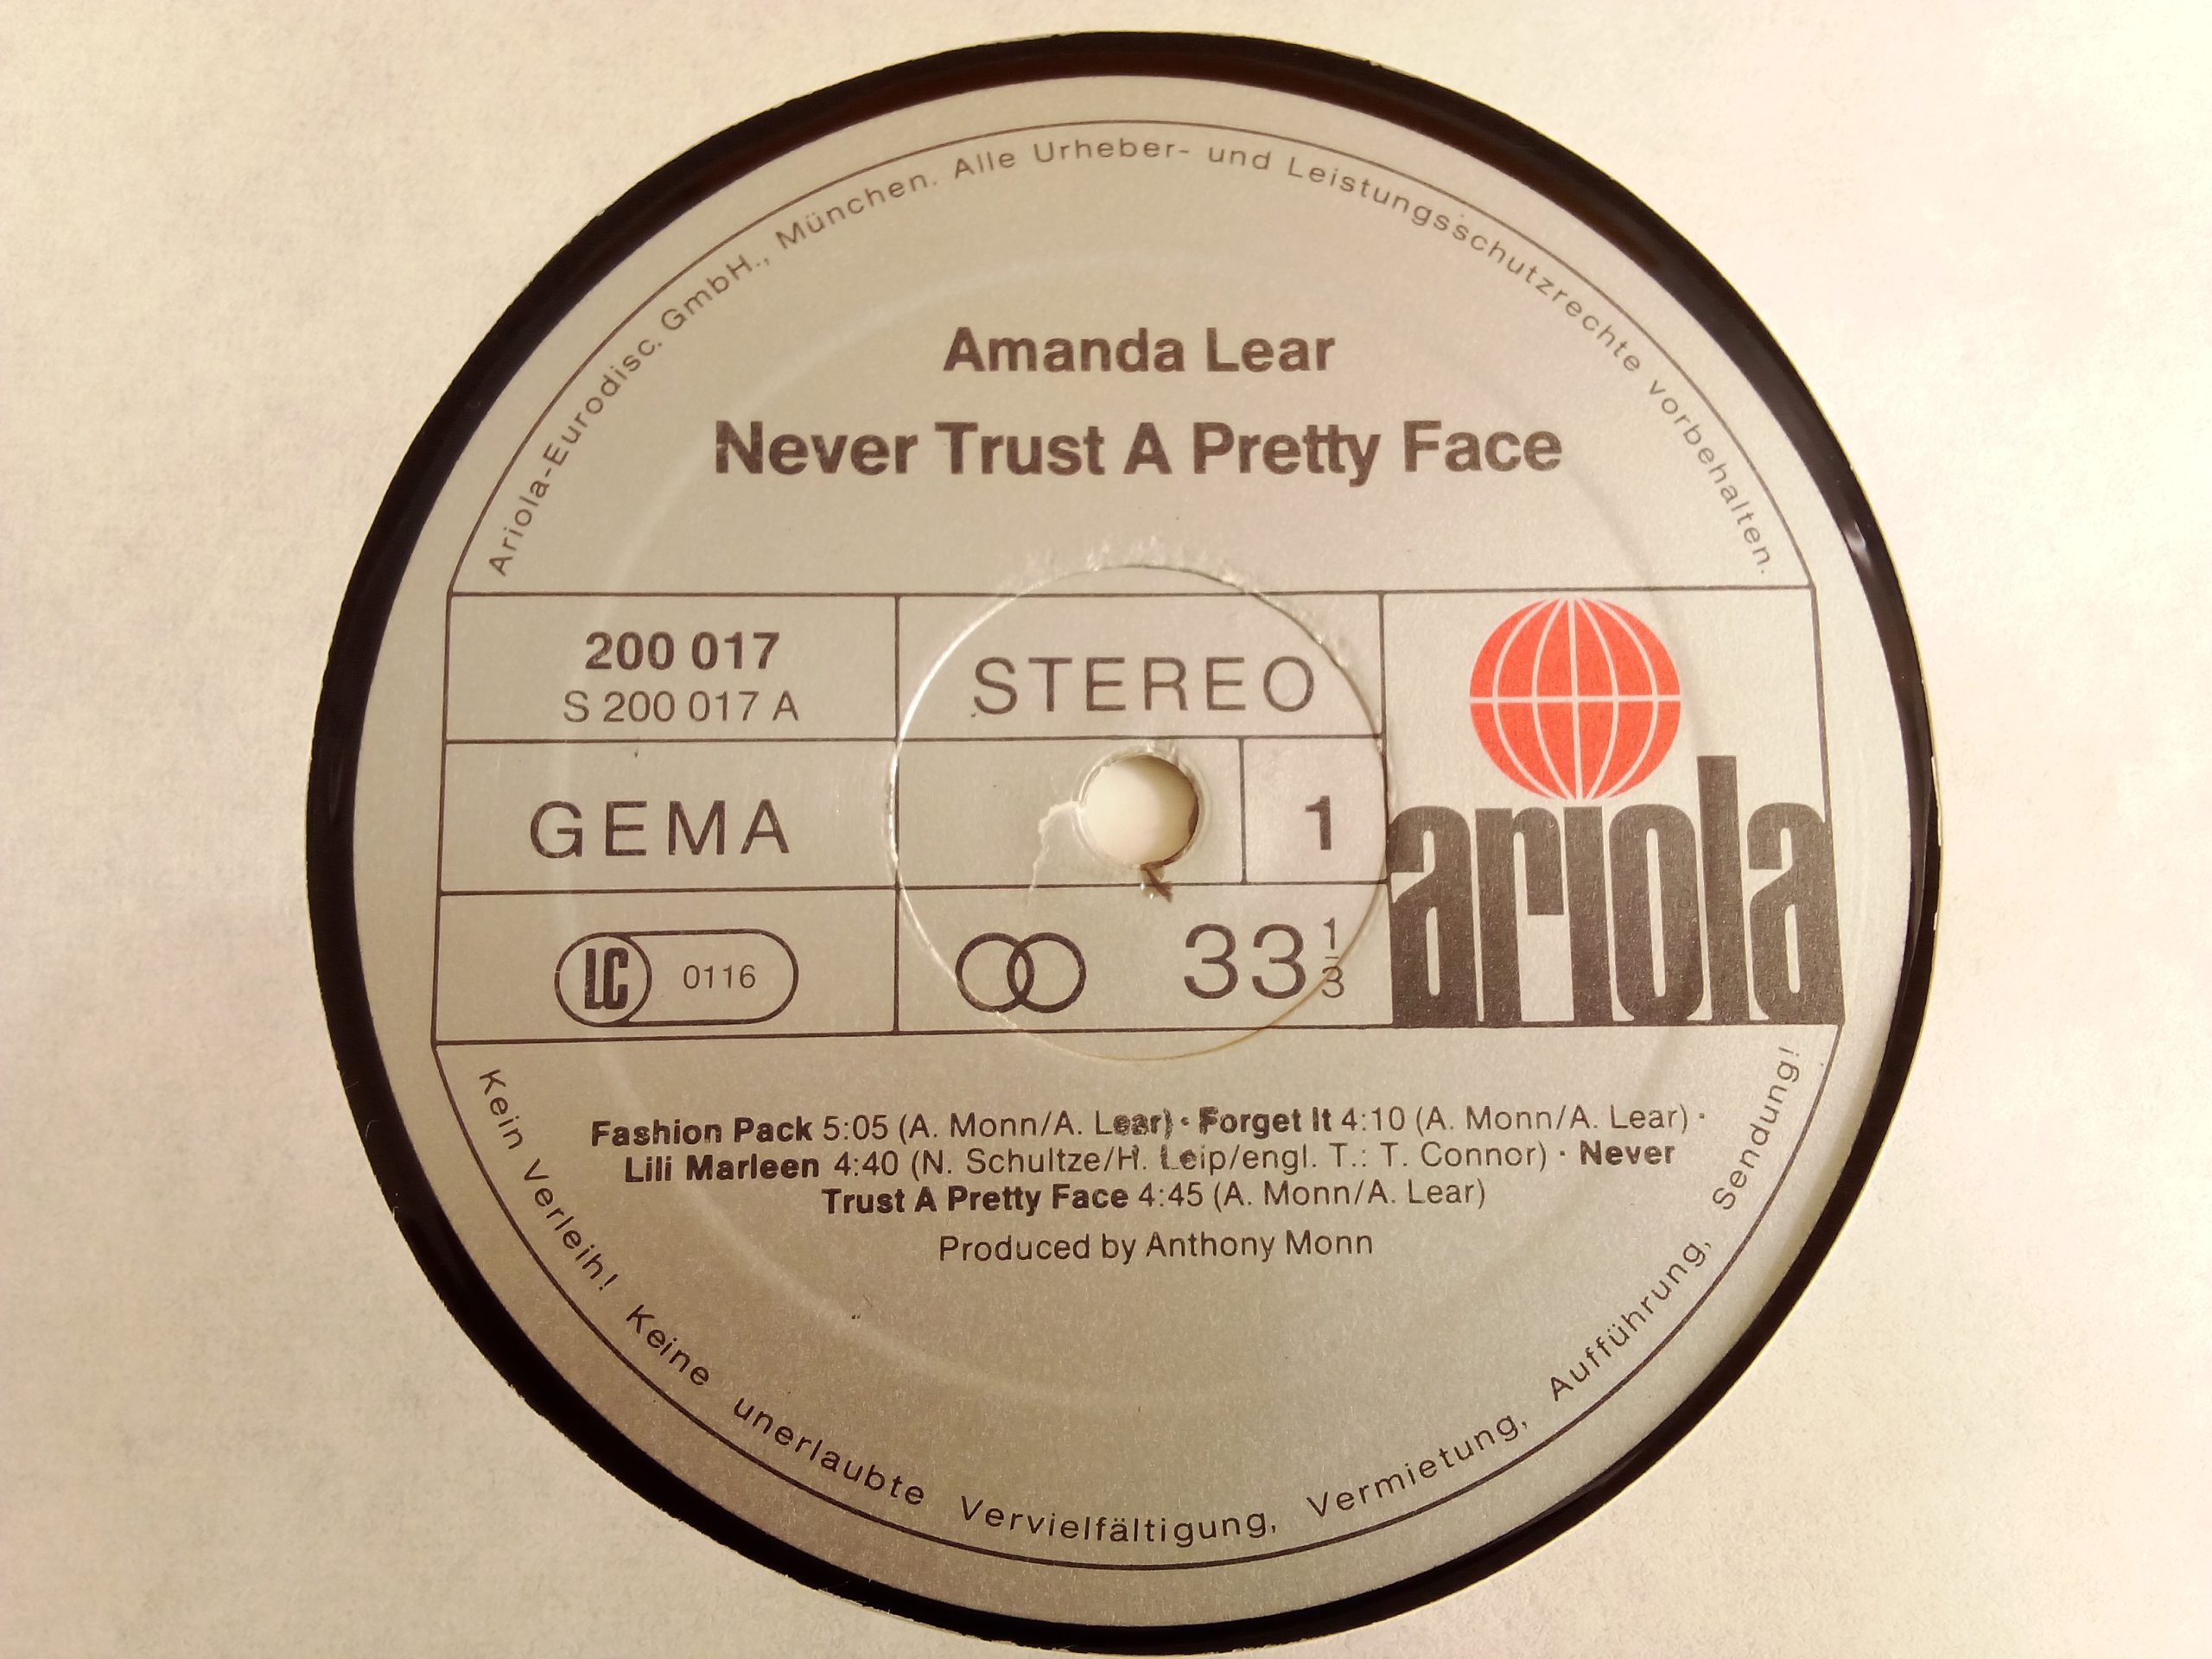 Ariola-Eurodisc. GmbH., München. Alle Urheber- und Leistungsschutzrechte vorbehalten.
Amanda Lear
Never Trust A Pretty Face
200 017
S 200 017 A
STEREO
GEMA
1
ariola
LC 0116
33 1/3
Fashion Pack 5:05 (A. Monn/A. Lear) · Forget It 4:10 (A. Monn/A. Lear) ·
Lili Marleen 4:40 (N. Schultze/H. Leip/engl. T.: T. Connor) · Never
Trust A Pretty Face 4:45 (A. Monn/A. Lear)
Produced by Anthony Monn
Kein Verleih! Keine unerlaubte Vervielfältigung, Vermietung, Aufführung, Sendung!